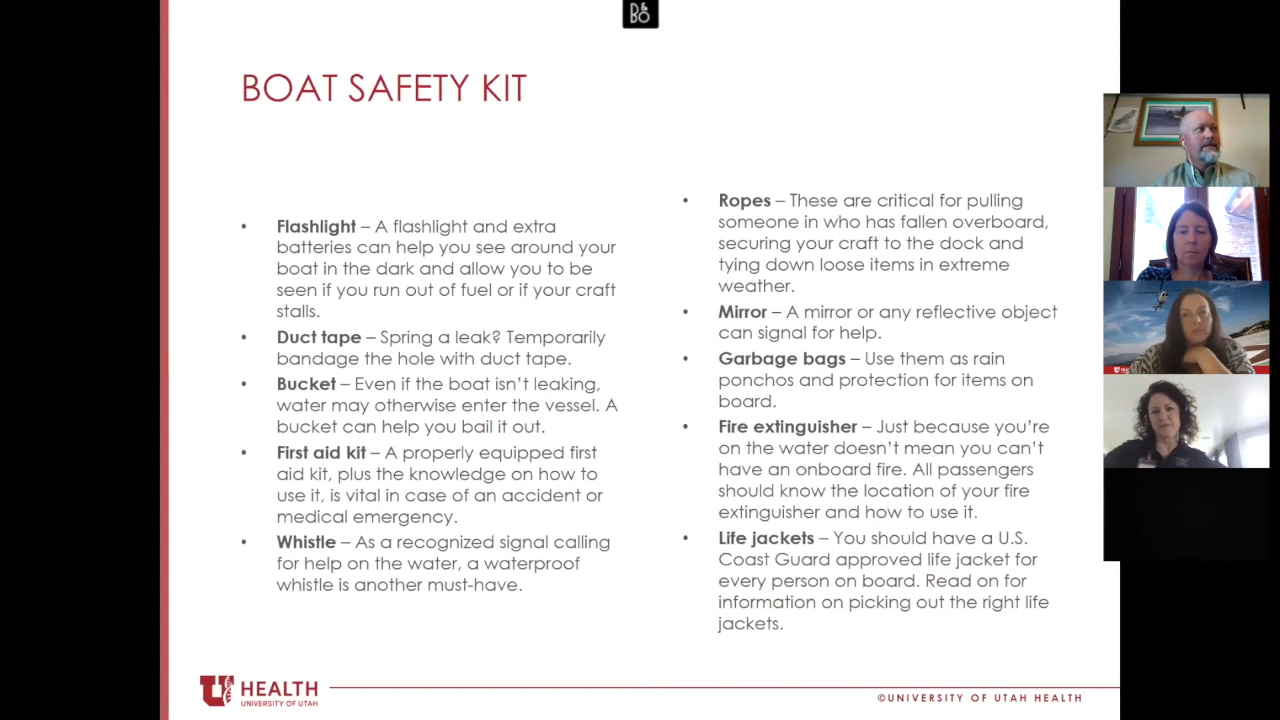 D&
BO
BOAT SAFETY KIT
• Flashlight – A flashlight and extra
batteries can help you see around your
boat in the dark and allow you to be
seen if you run out of fuel or if your craft
stalls.
• Duct tape – Spring a leak? Temporarily
bandage the hole with duct tape.
• Bucket – Even if the boat isn't leaking,
water may otherwise enter the vessel. A
bucket can help you bail it out.
• First aid kit – A properly equipped first
aid kit, plus the knowledge on how to
use it, is vital in case of an accident or
medical emergency.
• Whistle – As a recognized signal calling
for help on the water, a waterproof
whistle is another must-have.
• Ropes – These are critical for pulling
someone in who has fallen overboard,
securing your craft to the dock and
tying down loose items in extreme
weather.
• Mirror – A mirror or any reflective object
can signal for help.
• Garbage bags – Use them as rain
ponchos and protection for items on
board.
• Fire extinguisher – Just because you're
on the water doesn't mean you can't
have an onboard fire. All passengers
should know the location of your fire
extinguisher and how to use it.
• Life jackets – You should have a U.S.
Coast Guard approved life jacket for
every person on board. Read on for
information on picking out the right life
jackets.
U HEALTH
UNIVERSITY OF UTAH
©UNIVERSITY OF UTAH HEALTH